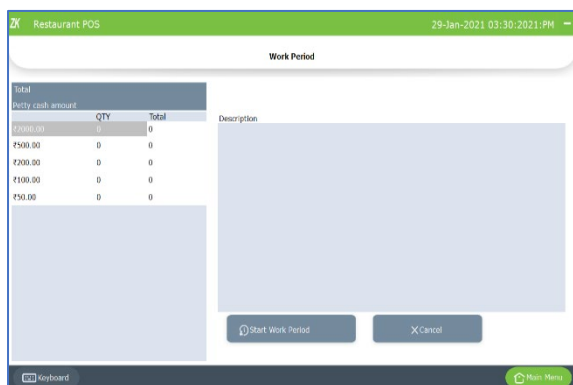 ZK Restaurant POS 29-Jan-2021 03:30:2021:PM
Work Period
Total
Petty cash amount
QTY Total
₹2000.00 0 0
₹500.00 0 0
₹200.00 0 0
₹100.00 0 0
₹50.00 0 0
Description
Start Work Period
X Cancel
Keyboard
Main Menu